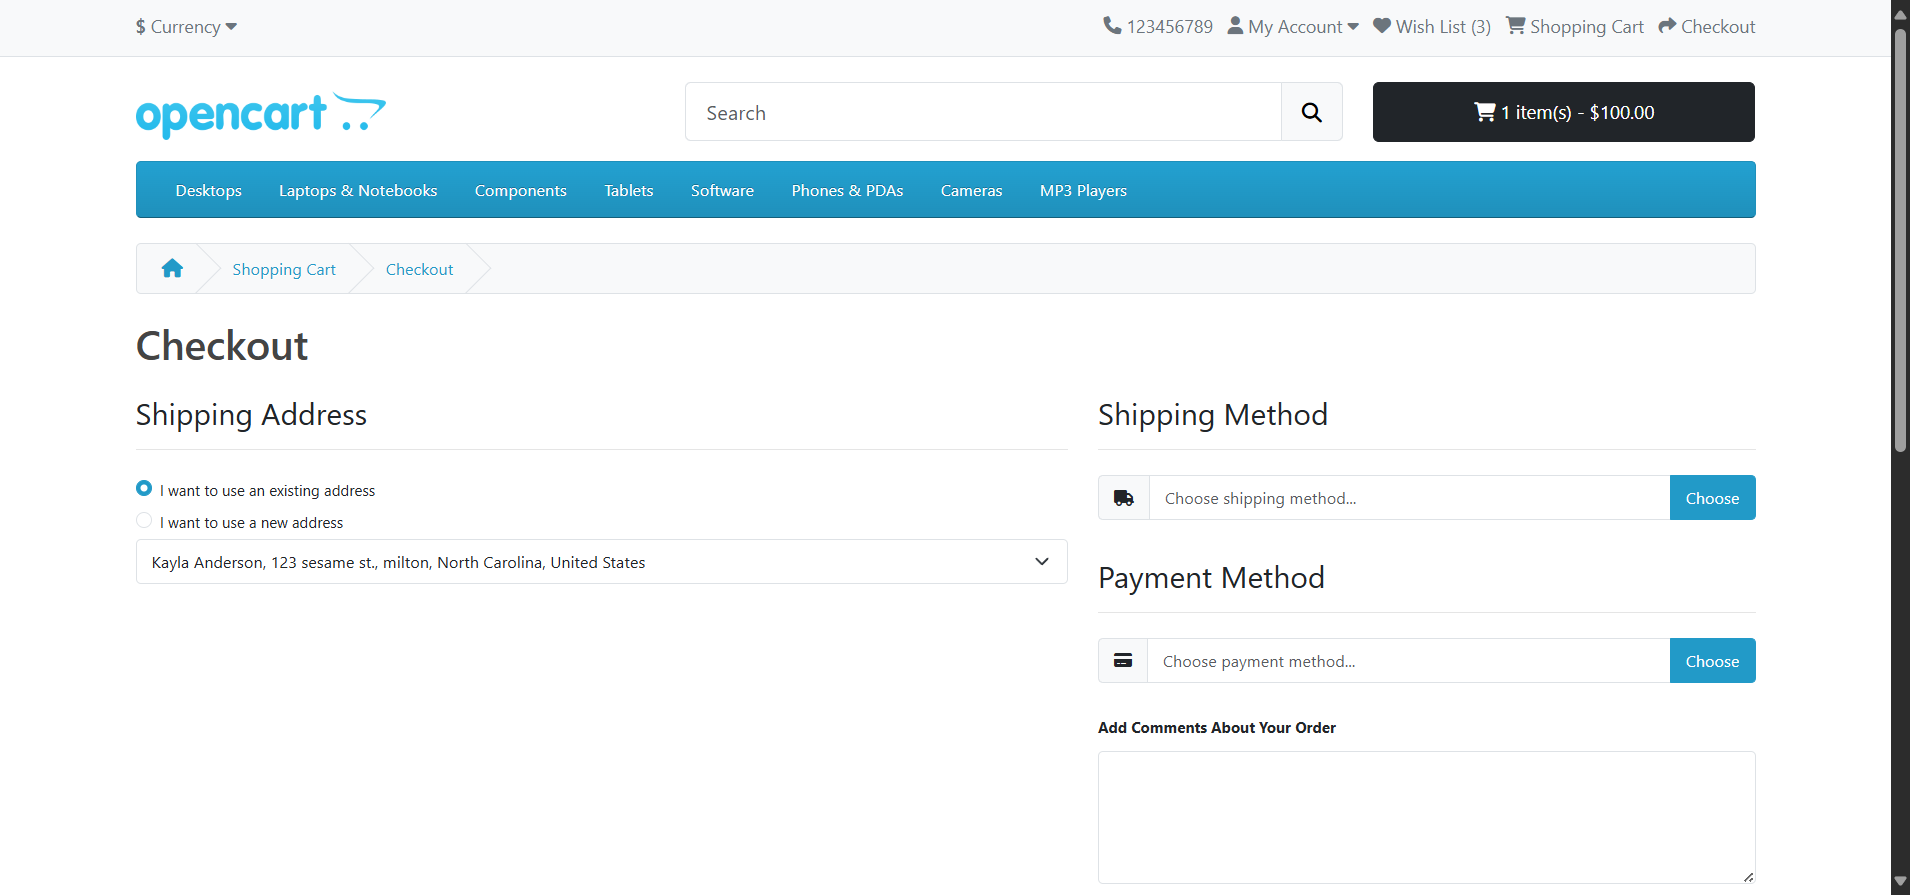 $ Currency
123456789 My Account Wish List (3) Shopping Cart Checkout
opencart
Search
1 item(s) - $100.00
Desktops Laptops & Notebooks Components Tablets Software Phones & PDAs Cameras MP3 Players
Shopping Cart Checkout
Checkout
Shipping Address
I want to use an existing address
I want to use a new address
Kayla Anderson, 123 sesame st., milton, North Carolina, United States
Shipping Method
Choose shipping method... Choose
Payment Method
Choose payment method... Choose
Add Comments About Your Order